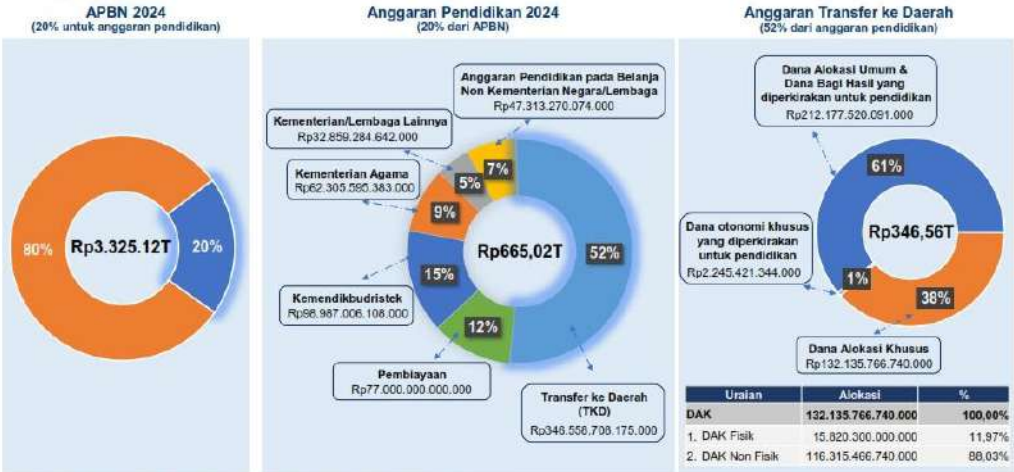 APBN 2024
(20% untuk anggaran pendidikan)
80%
Rp3.325.12T
20%
Anggaran Pendidikan 2024
(20% dari APBN)
Anggaran Pendidikan pada Belanja
Non Kementerian Negara/Lembaga
Rp47.313.270.074.000
Kementerian/Lembaga Lainnya
Rp32.859.284.642.000
Kementerian Agama
Rp62.305.595.383.000
7%
5%
9%
Rp665,02T
52%
15%
Kemendikbudristek
Rp98.987.006.108.000
12%
Pembiayaan
Rp77.000.000.000.000
Transfer ke Daerah
(TKD)
Rp346.556.708.175.000
Anggaran Transfer ke Daerah
(52% dari anggaran pendidikan)
Dana Alokasi Umum &
Dana Bagi Hasil yang
diperkirakan untuk pendidikan
Rp212.177.520.091.000
61%
Dana otonomi khusus
yang diperkirakan
untuk pendidikan
Rp2.245.421.344.000
Rp346,56T
1%
38%
Dana Alokasi Khusus
Rp132.135.766.740.000
Uraian Alokasi %
DAK 132.135.766.740.000 100,00%
1. DAK Fisik 15.820.300.000.000 11,97%
2. DAK Non Fisik 116.315.466.740.000 88,03%